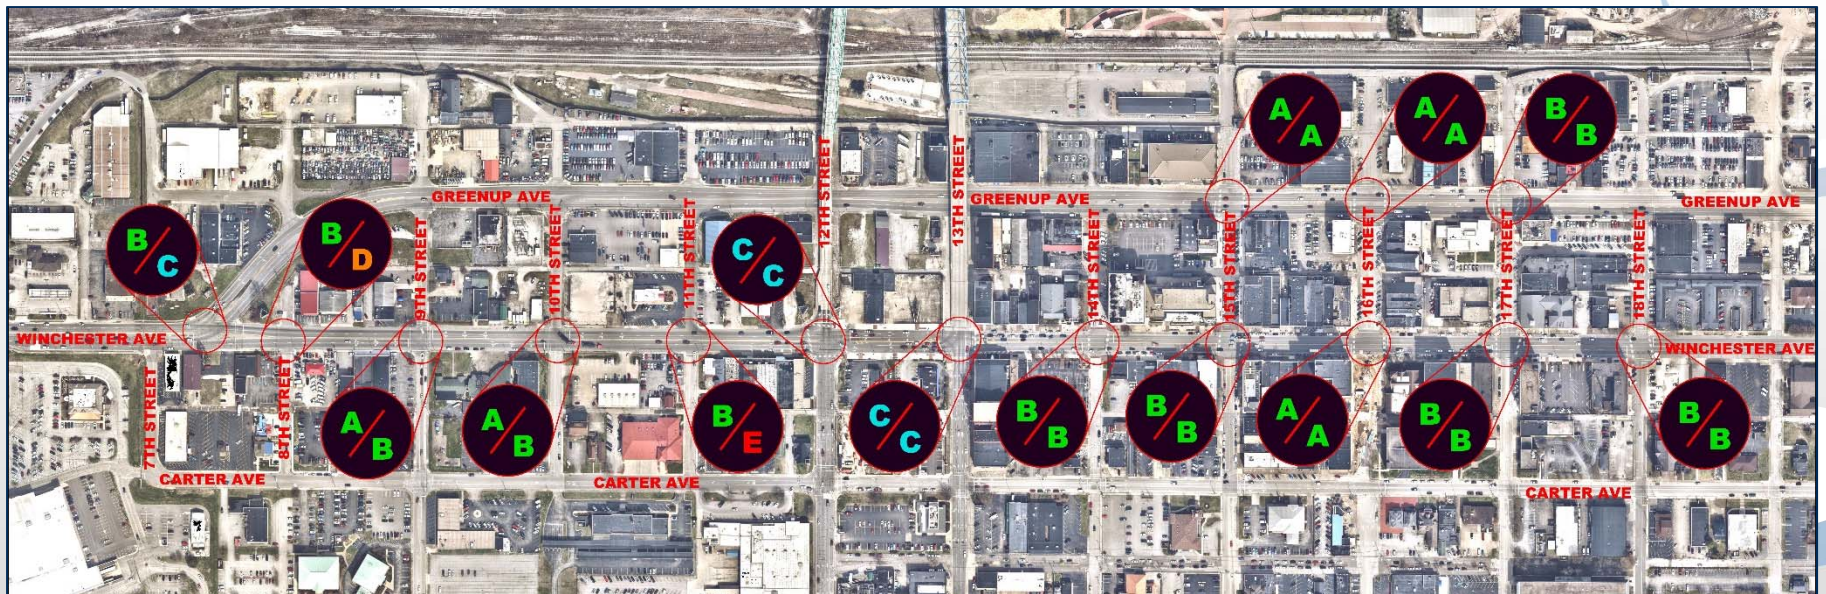 A/A
A/A
B/B
12TH STREET
13TH STREET
GREENUP AVE
GREENUP AVE
GREENUP AVE
B/C
B/D
9TH STREET
10TH STREET
11TH STREET
C/C
14TH STREET
15TH STREET
16TH STREET
17TH STREET
18TH STREET
WINCHESTER AVE
WINCHESTER AVE
7TH STREET
8TH STREET
A/B
A/B
B/E
C/C
B/B
B/B
A/A
B/B
B/B
CARTER AVE
CARTER AVE
CARTER AVE